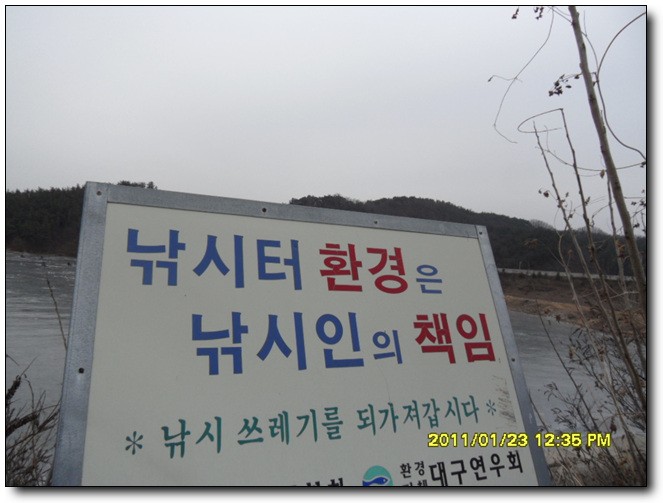 낚시터 환경은
낚시인의 책임
* 낚시 쓰레기를 되가져갑시다 *
환경
대구연우회
2011/01/23 12:35 PM